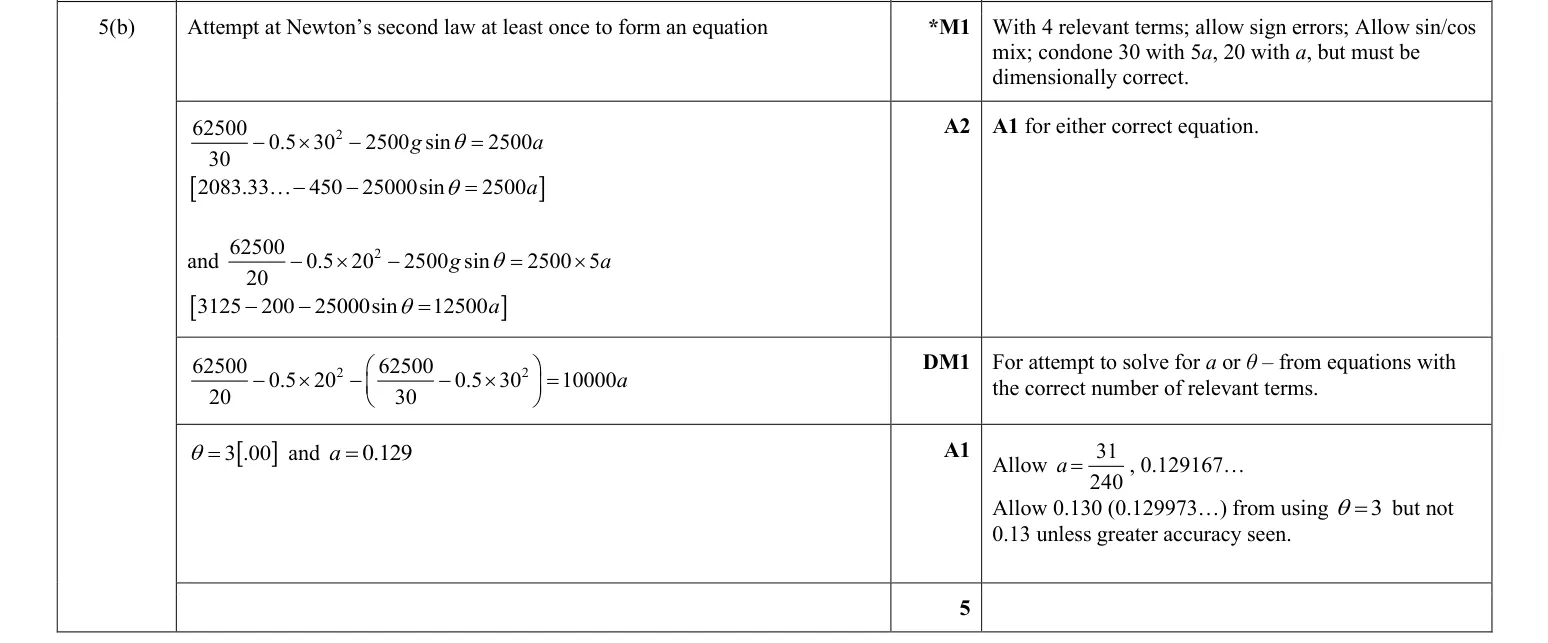 5(b)
Attempt at Newton's second law at least once to form an equation
*M1
With 4 relevant terms; allow sign errors; Allow sin/cos
mix; condone 30 with 5a, 20 with a, but must be
dimensionally correct.
62500/30 − 0.5 × 30² − 2500g sin θ = 2500a
[2083.33… − 450 − 25000 sin θ = 2500a]
and 62500/20 − 0.5 × 20² − 2500g sin θ = 2500 × 5a
[3125 − 200 − 25000 sin θ = 12500a]
A2
A1 for either correct equation.
62500/20 − 0.5 × 20² − (62500/30 − 0.5 × 30²) = 10000a
DM1
For attempt to solve for a or θ – from equations with
the correct number of relevant terms.
θ = 3[.00] and a = 0.129
A1
Allow a = 31/240, 0.129167…
Allow 0.130 (0.129973…) from using θ = 3 but not
0.13 unless greater accuracy seen.
5